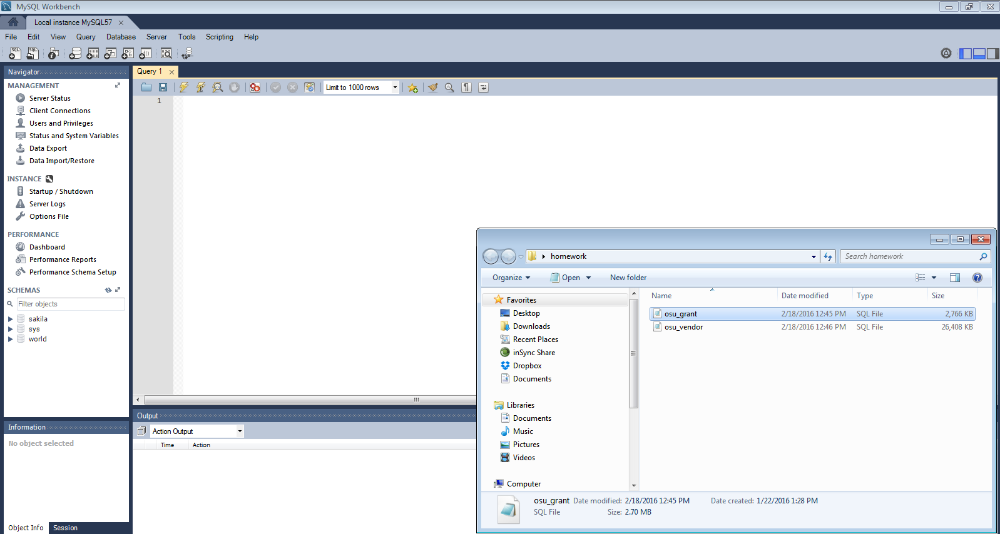 MySQL Workbench
Local instance MySQL57
File Edit View Query Database Server Tools Scripting Help
Navigator
MANAGEMENT
Server Status
Client Connections
Users and Privileges
Status and System Variables
Data Export
Data Import/Restore
INSTANCE
Startup / Shutdown
Server Logs
Options File
PERFORMANCE
Dashboard
Performance Reports
Performance Schema Setup
SCHEMAS
Filter objects
sakila
sys
world
Information
No object selected
Object Info Session
Query 1
Limit to 1000 rows
1
Output
Action Output
Time Action
homework
Search homework
Organize Open New folder
Favorites
Desktop
Downloads
Recent Places
inSync Share
Dropbox
Documents
Libraries
Documents
Music
Pictures
Videos
Computer
Name Date modified Type Size
osu_grant 2/18/2016 12:45 PM SQL File 2,766 KB
osu_vendor 2/18/2016 12:46 PM SQL File 26,408 KB
osu_grant Date modified: 2/18/2016 12:45 PM Date created: 1/22/2016 1:28 PM
SQL File Size: 2.70 MB